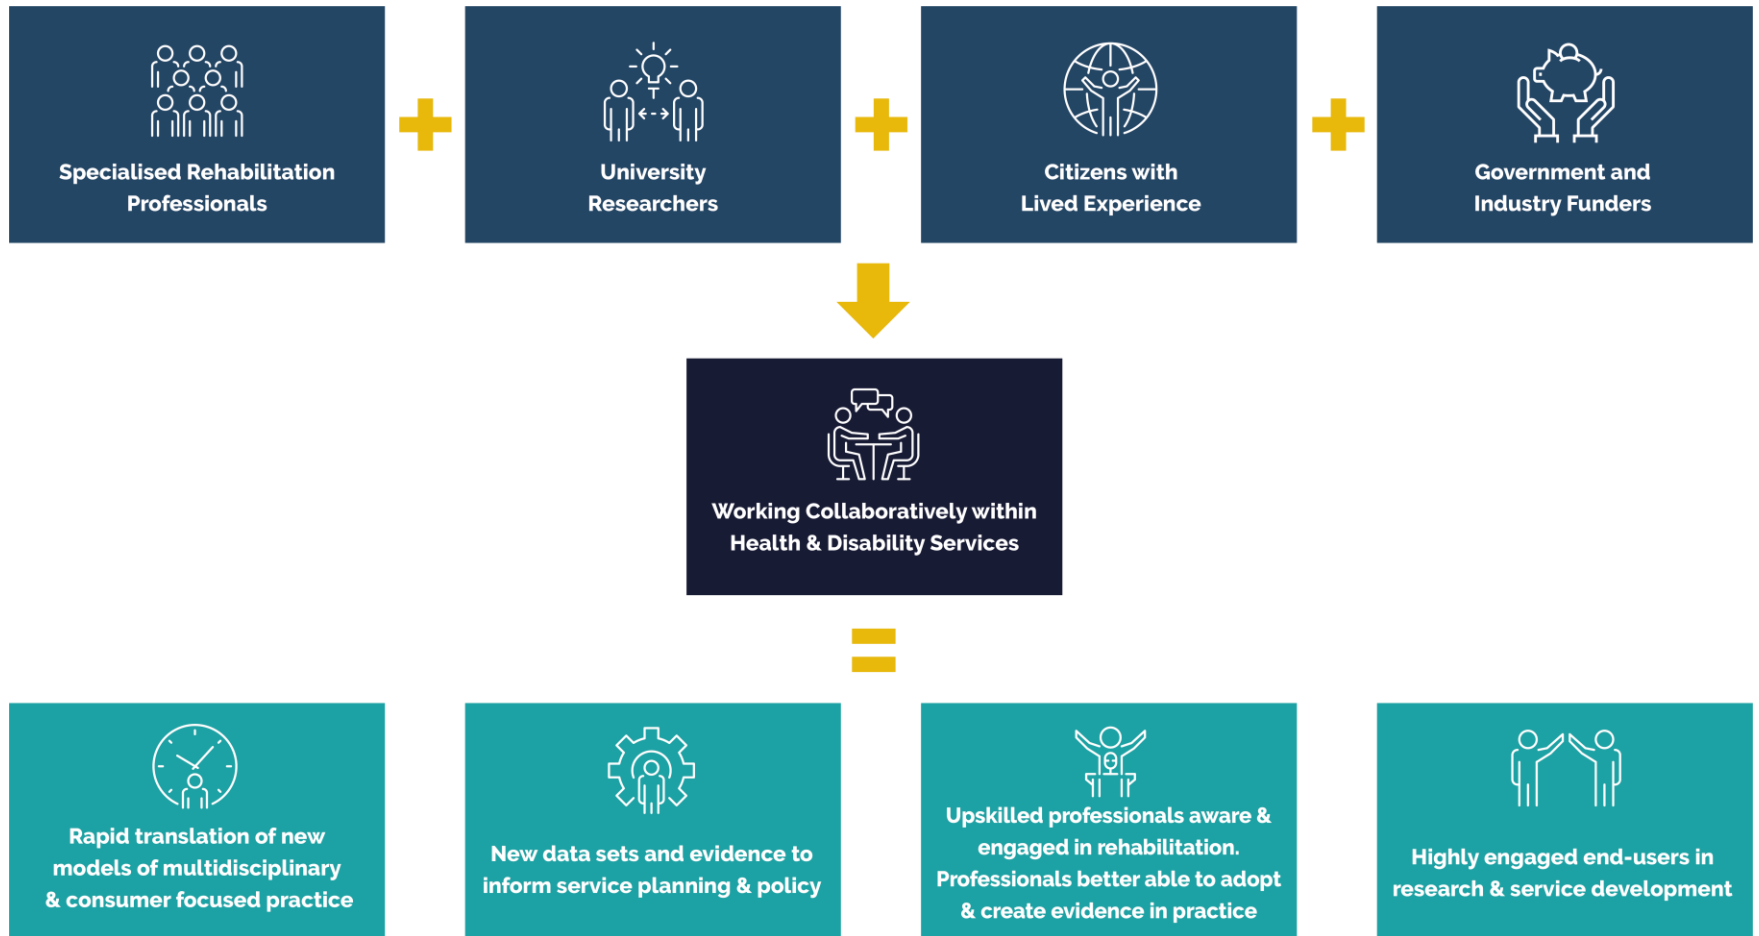 Specialised Rehabilitation
Professionals
University
Researchers
Citizens with
Lived Experience
Government and
Industry Funders
Working Collaboratively within
Health & Disability Services
Rapid translation of new
models of multidisciplinary
& consumer focused practice
New data sets and evidence to
inform service planning & policy
Upskilled professionals aware &
engaged in rehabilitation.
Professionals better able to adopt
& create evidence in practice
Highly engaged end-users in
research & service development